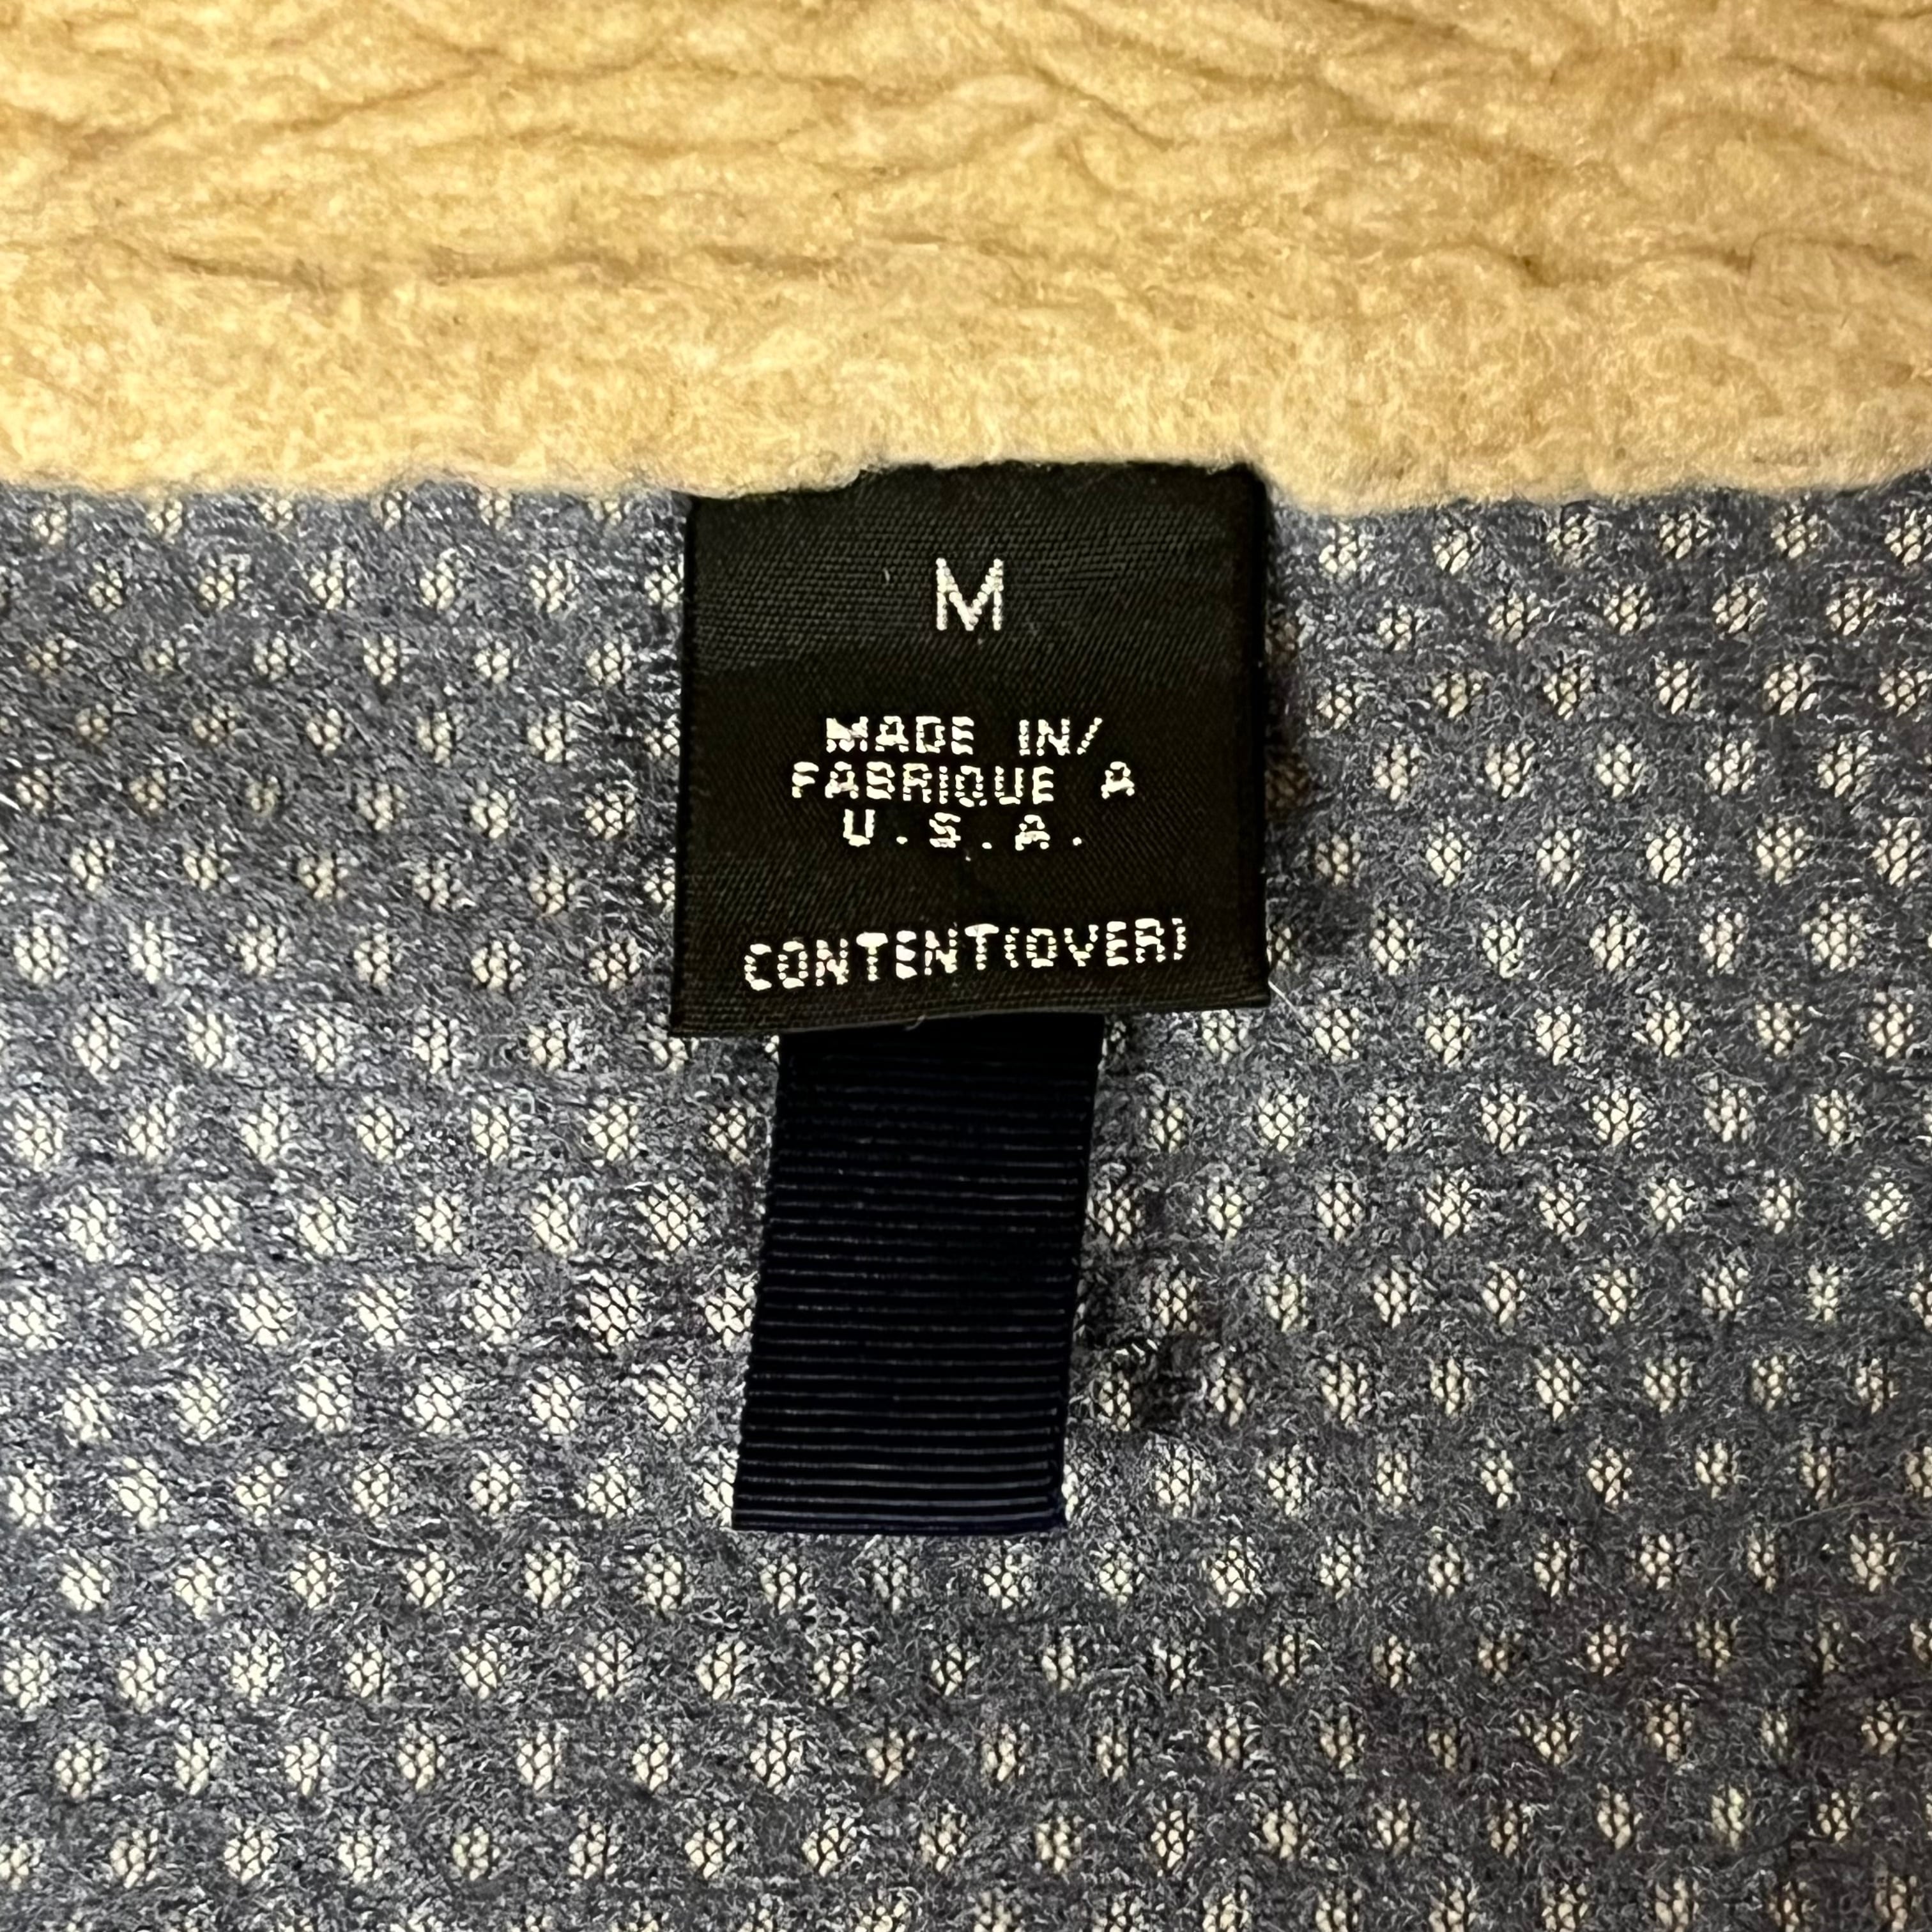 M
MADE IN/
FABRIQUE A
U.S.A.
CONTENT(OVER)